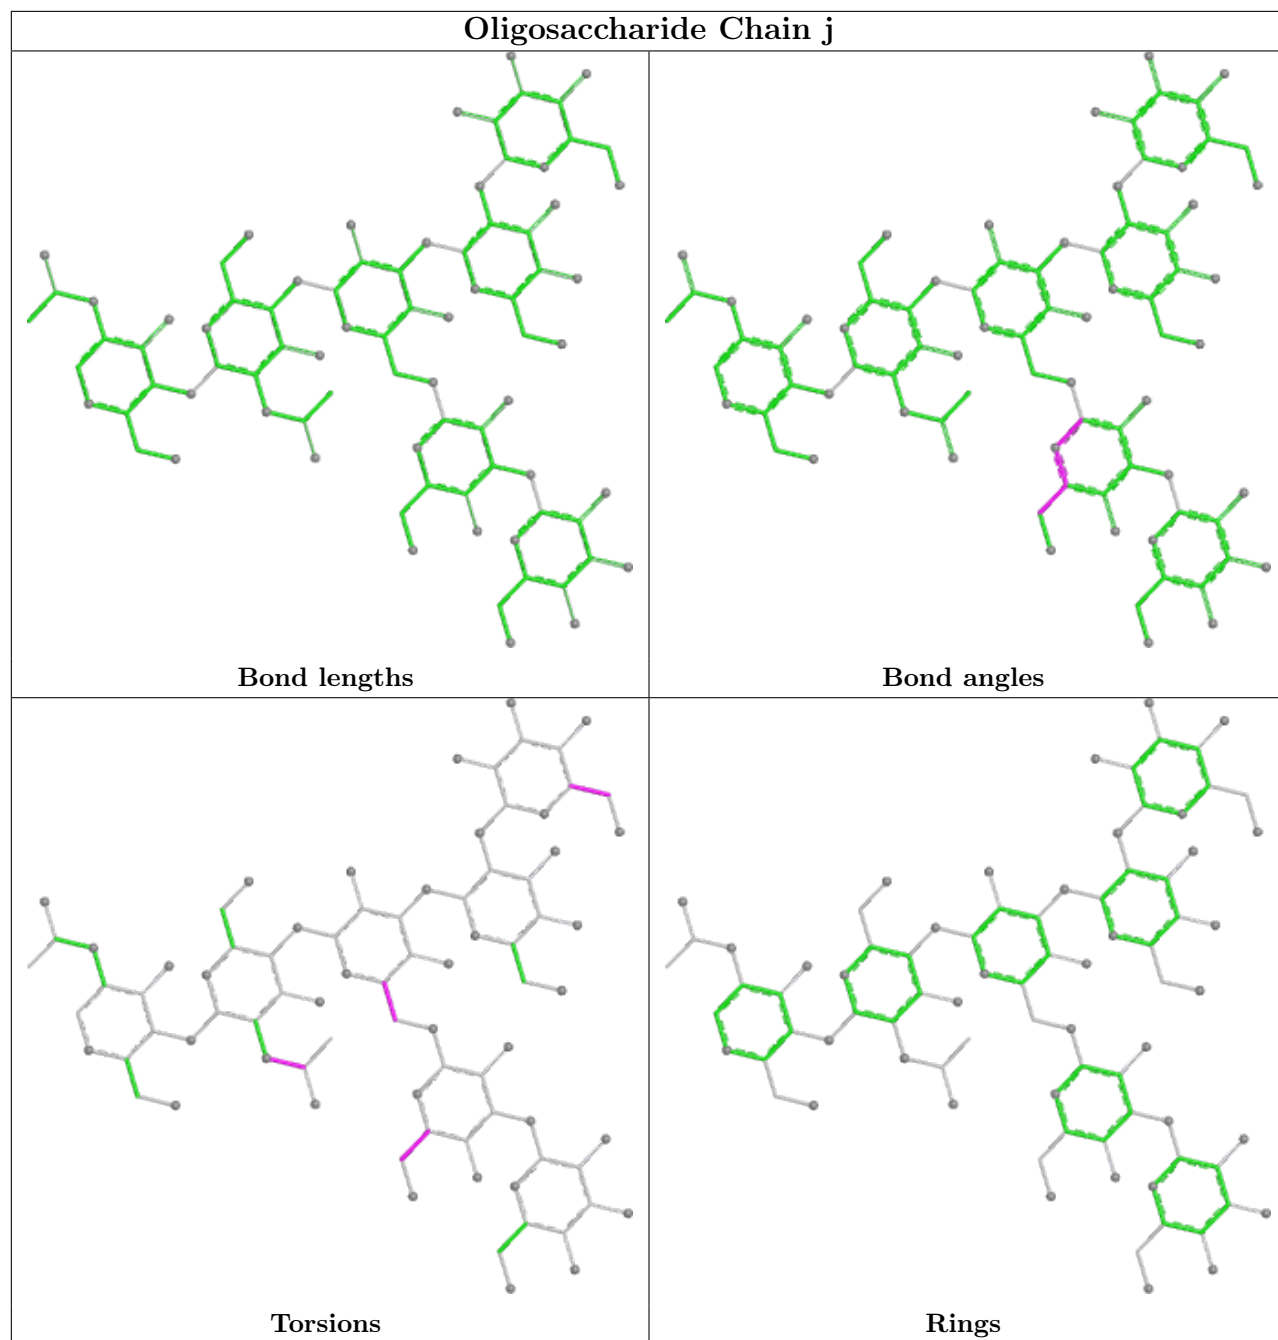 Oligosaccharide Chain j
Bond lengths
Bond angles
Torsions
Rings